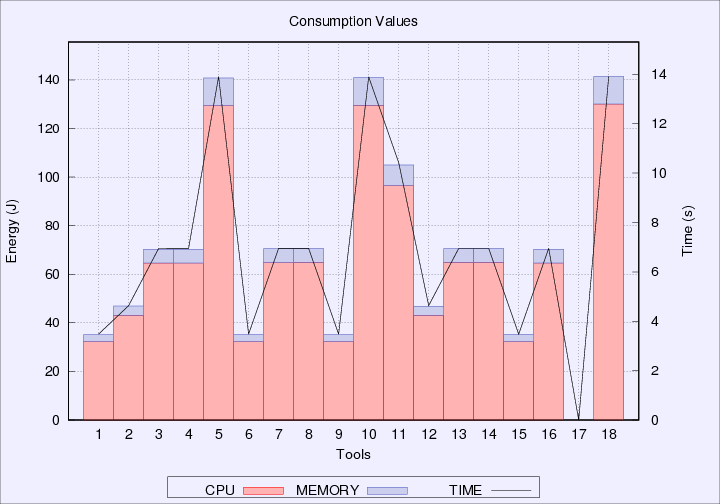 Consumption Values
Energy (J)
140
120
100
80
60
40
20
0
14
12
10
8
6
4
2
0
Time (s)
1 2 3 4 5 6 7 8 9 10 11 12 13 14 15 16 17 18
Tools
CPU MEMORY TIME